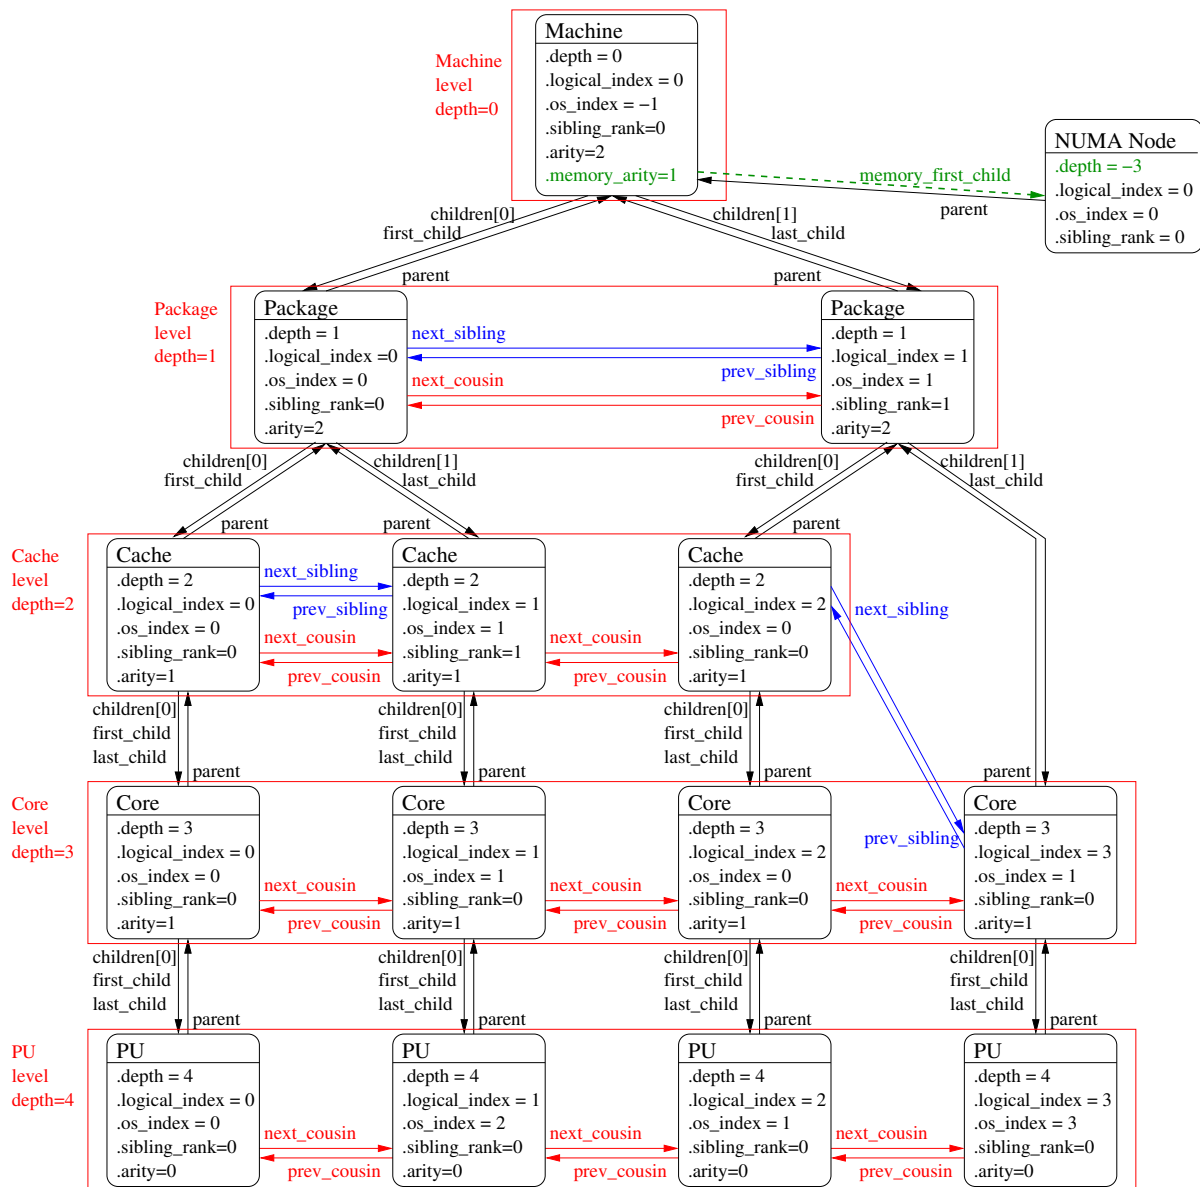 Machine
level
depth=0
Machine
.depth = 0
.logical_index = 0
.os_index = −1
.sibling_rank=0
.arity=2
.memory_arity=1
memory_first_child
parent
NUMA Node
.depth = −3
.logical_index = 0
.os_index = 0
.sibling_rank = 0
children[0]
first_child
parent
children[1]
last_child
parent
Package
level
depth=1
Package
.depth = 1
.logical_index =0
.os_index = 0
.sibling_rank=0
.arity=2
next_sibling
prev_sibling
next_cousin
prev_cousin
Package
.depth = 1
.logical_index = 1
.os_index = 1
.sibling_rank=1
.arity=2
children[0]
first_child
parent
children[1]
last_child
parent
children[0]
first_child
parent
children[1]
last_child
Cache
level
depth=2
Cache
.depth = 2
.logical_index = 0
.os_index = 0
.sibling_rank=0
.arity=1
next_sibling
prev_sibling
next_cousin
prev_cousin
Cache
.depth = 2
.logical_index = 1
.os_index = 1
.sibling_rank=1
.arity=1
next_cousin
prev_cousin
Cache
.depth = 2
.logical_index = 2
.os_index = 0
.sibling_rank=0
.arity=1
next_sibling
prev_sibling
children[0]
first_child
last_child
parent
children[0]
first_child
last_child
parent
children[0]
first_child
last_child
parent
parent
Core
level
depth=3
Core
.depth = 3
.logical_index = 0
.os_index = 0
.sibling_rank=0
.arity=1
next_cousin
prev_cousin
Core
.depth = 3
.logical_index = 1
.os_index = 1
.sibling_rank=0
.arity=1
next_cousin
prev_cousin
Core
.depth = 3
.logical_index = 2
.os_index = 0
.sibling_rank=0
.arity=1
next_cousin
prev_cousin
Core
.depth = 3
.logical_index = 3
.os_index = 1
.sibling_rank=0
.arity=1
children[0]
first_child
last_child
parent
children[0]
first_child
last_child
parent
children[0]
first_child
last_child
parent
children[0]
first_child
last_child
parent
PU
level
depth=4
PU
.depth = 4
.logical_index = 0
.os_index = 0
.sibling_rank=0
.arity=0
next_cousin
prev_cousin
PU
.depth = 4
.logical_index = 1
.os_index = 2
.sibling_rank=0
.arity=0
next_cousin
prev_cousin
PU
.depth = 4
.logical_index = 2
.os_index = 1
.sibling_rank=0
.arity=0
next_cousin
prev_cousin
PU
.depth = 4
.logical_index = 3
.os_index = 3
.sibling_rank=0
.arity=0